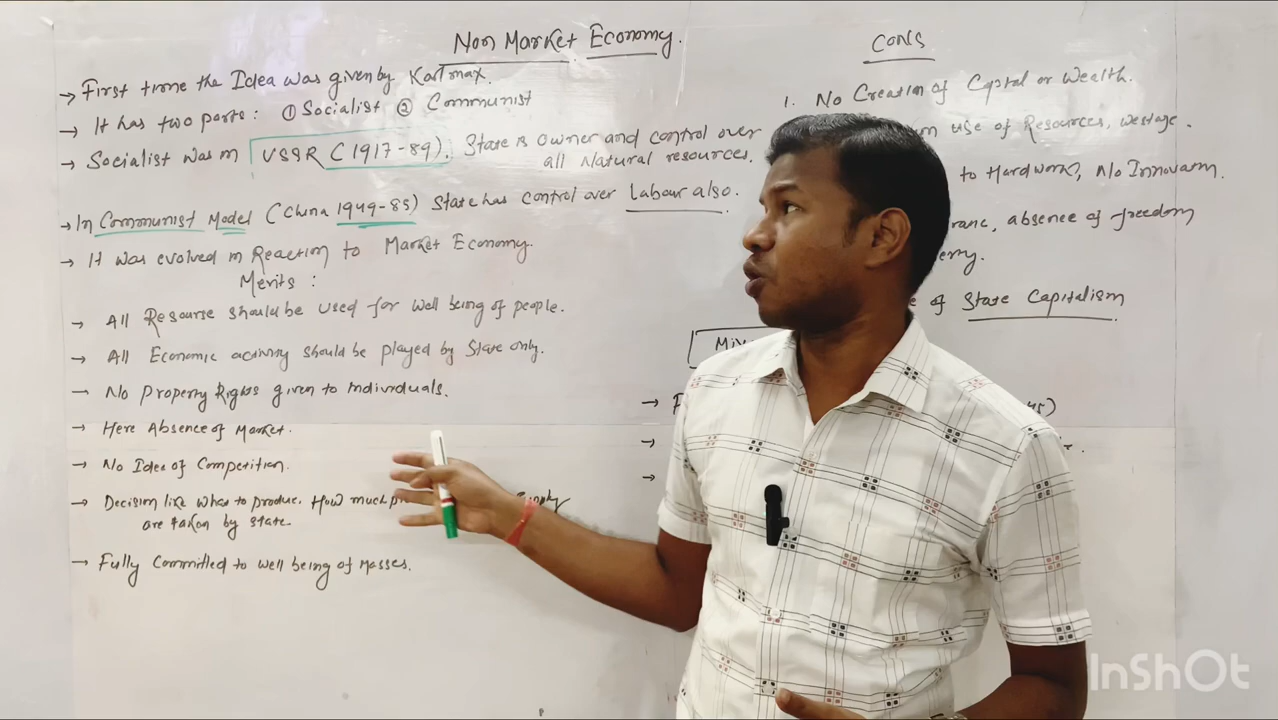 Non Market Economy.
→ First time the Idea was given by Karl max.
→ It has two parts: ① Socialist ② Communist
→ Socialist was in USSR (1917-89). State is owner and control over
all Natural resources.
→ In Communist Model (China 1949-85) State has control over labour also.
→ It was evolved in Reaction to Market Economy.
Merits :
→ All Resourse should be used for well being of people.
→ All Economic activity should be played by State only.
→ No Property Rights given to Individuals.
→ Here Absence of Market.
→ No Idea of Competition.
→ Decision like what to produce. How much
are taken by state.
→ Fully Committed to well being of Masses.
CONS
1. No Creation of Capital or Wealth.
use of Resources, westage.
to Hardwork, No Innovation.
absence of freedom
of State Capitalism
→
→
→
InShOt